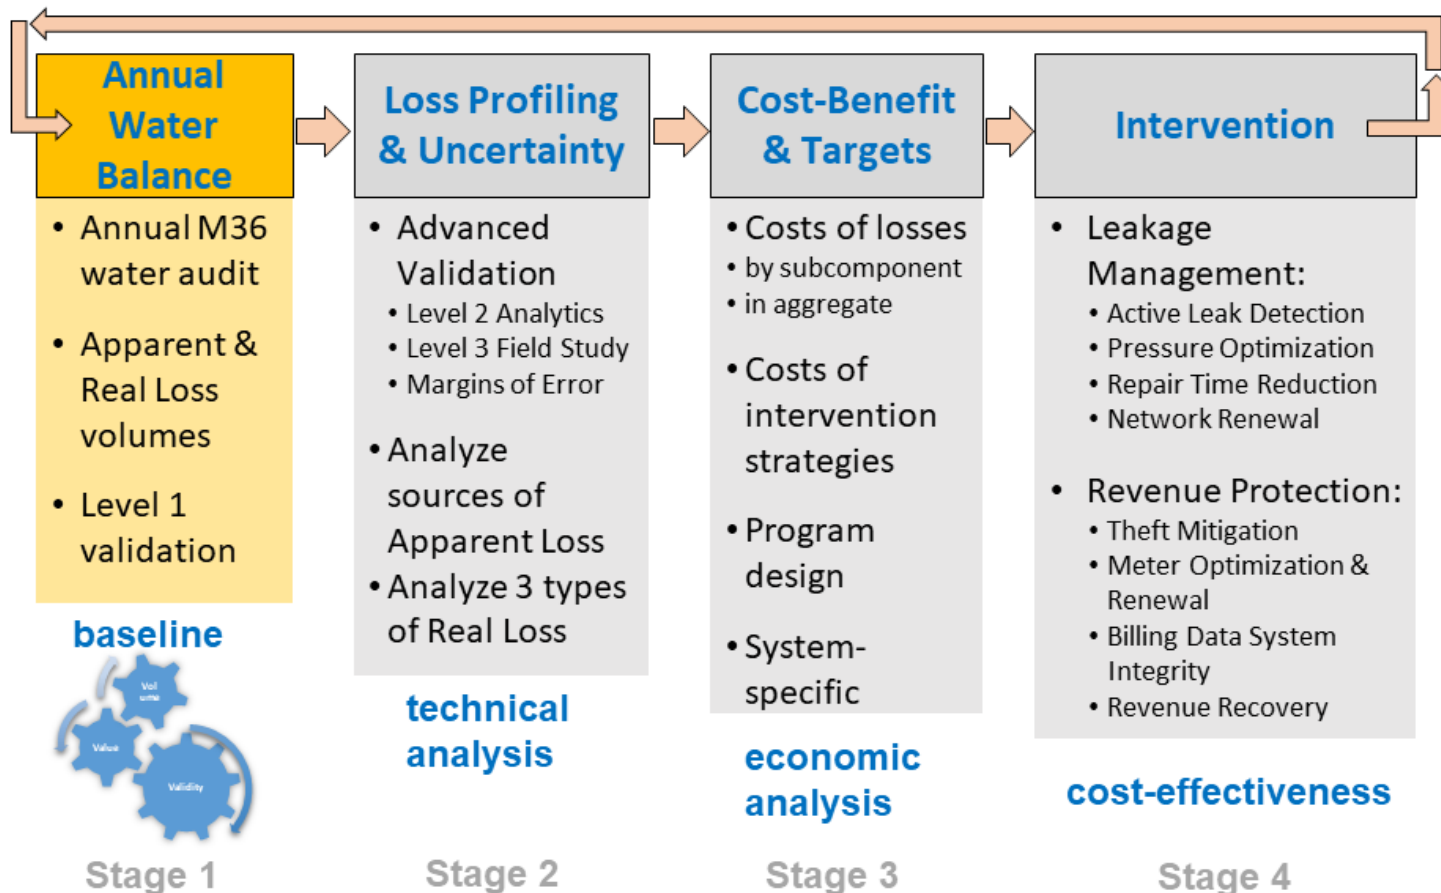 Annual
Water
Balance
• Annual M36
water audit
• Apparent &
Real Loss
volumes
• Level 1
validation
baseline
Vol
ume
Value
Validity
Stage 1
Loss Profiling
& Uncertainty
• Advanced
Validation
• Level 2 Analytics
• Level 3 Field Study
• Margins of Error
• Analyze
sources of
Apparent Loss
• Analyze 3 types
of Real Loss
technical
analysis
Stage 2
Cost-Benefit
& Targets
• Costs of losses
• by subcomponent
• in aggregate
• Costs of
intervention
strategies
• Program
design
• System-
specific
economic
analysis
Stage 3
Intervention
• Leakage
Management:
• Active Leak Detection
• Pressure Optimization
• Repair Time Reduction
• Network Renewal
• Revenue Protection:
• Theft Mitigation
• Meter Optimization &
Renewal
• Billing Data System
Integrity
• Revenue Recovery
cost-effectiveness
Stage 4